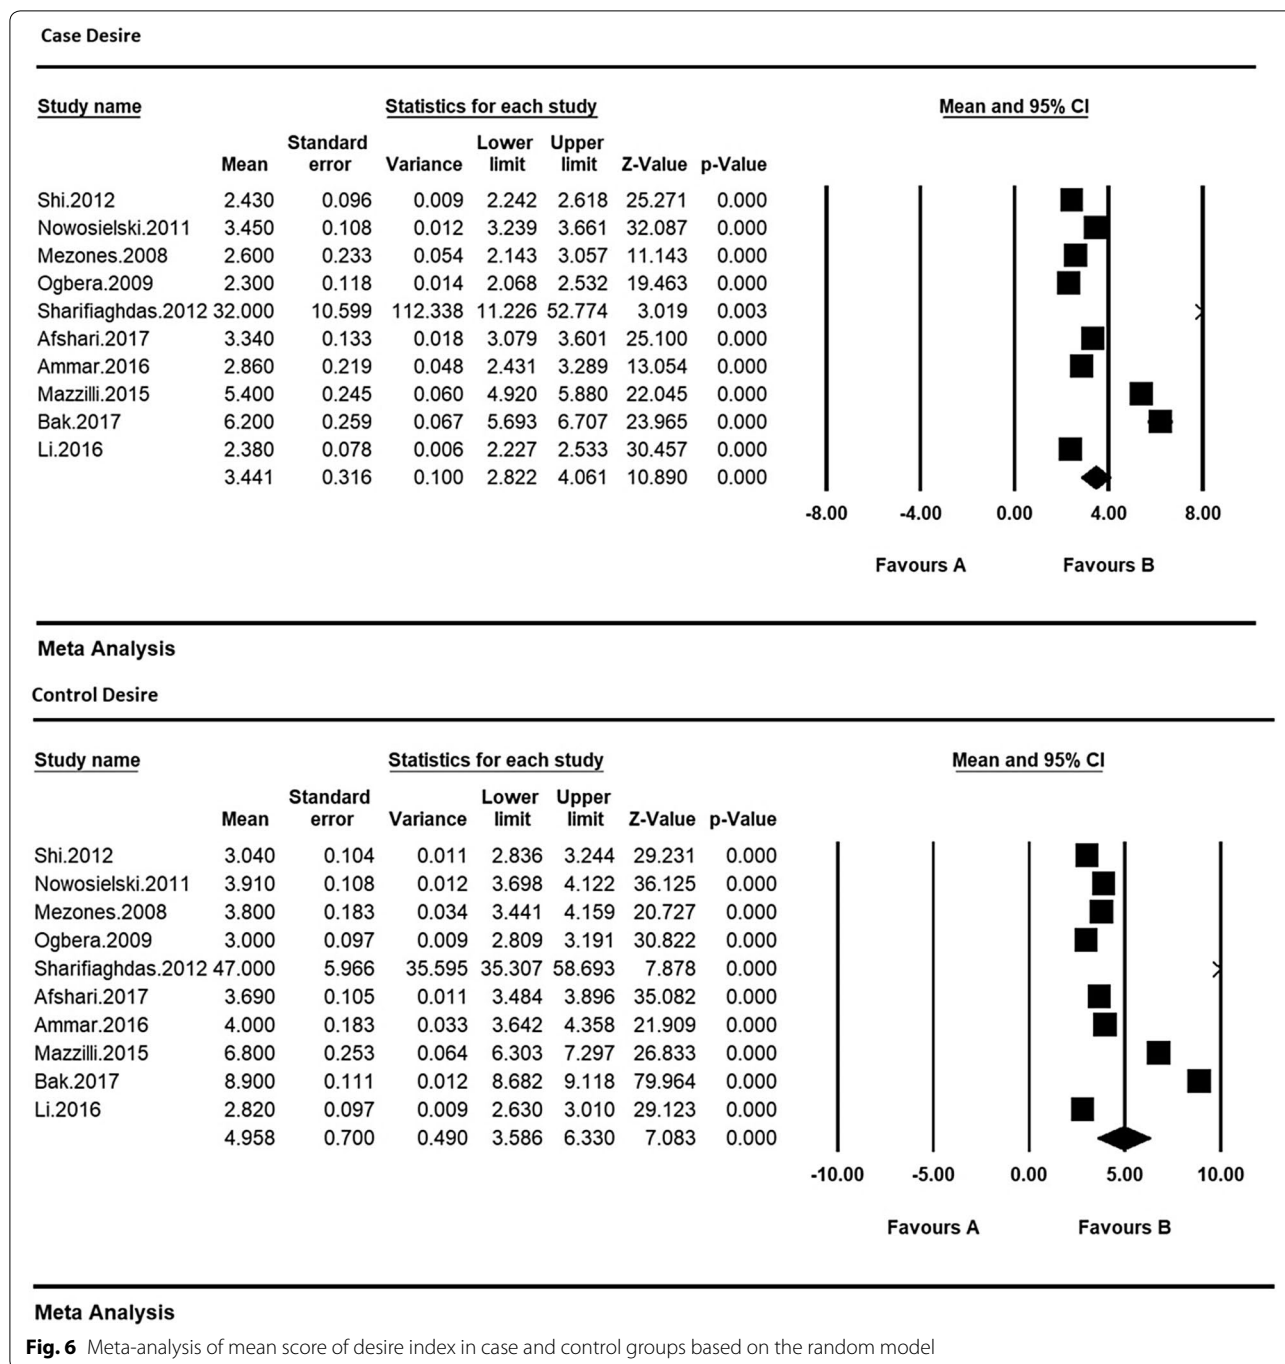 Case Desire
Study name Statistics for each study Mean and 95% CI
Standard Lower Upper
Mean error Variance limit limit Z-Value p-Value
Shi.2012 2.430 0.096 0.009 2.242 2.618 25.271 0.000
Nowosielski.2011 3.450 0.108 0.012 3.239 3.661 32.087 0.000
Mezones.2008 2.600 0.233 0.054 2.143 3.057 11.143 0.000
Ogbera.2009 2.300 0.118 0.014 2.068 2.532 19.463 0.000
Sharifiaghdas.2012 32.000 10.599 112.338 11.226 52.774 3.019 0.003
Afshari.2017 3.340 0.133 0.018 3.079 3.601 25.100 0.000
Ammar.2016 2.860 0.219 0.048 2.431 3.289 13.054 0.000
Mazzilli.2015 5.400 0.245 0.060 4.920 5.880 22.045 0.000
Bak.2017 6.200 0.259 0.067 5.693 6.707 23.965 0.000
Li.2016 2.380 0.078 0.006 2.227 2.533 30.457 0.000
3.441 0.316 0.100 2.822 4.061 10.890 0.000
-8.00 -4.00 0.00 4.00 8.00
Favours A Favours B
Meta Analysis
Control Desire
Study name Statistics for each study Mean and 95% CI
Standard Lower Upper
Mean error Variance limit limit Z-Value p-Value
Shi.2012 3.040 0.104 0.011 2.836 3.244 29.231 0.000
Nowosielski.2011 3.910 0.108 0.012 3.698 4.122 36.125 0.000
Mezones.2008 3.800 0.183 0.034 3.441 4.159 20.727 0.000
Ogbera.2009 3.000 0.097 0.009 2.809 3.191 30.822 0.000
Sharifiaghdas.2012 47.000 5.966 35.595 35.307 58.693 7.878 0.000
Afshari.2017 3.690 0.105 0.011 3.484 3.896 35.082 0.000
Ammar.2016 4.000 0.183 0.033 3.642 4.358 21.909 0.000
Mazzilli.2015 6.800 0.253 0.064 6.303 7.297 26.833 0.000
Bak.2017 8.900 0.111 0.012 8.682 9.118 79.964 0.000
Li.2016 2.820 0.097 0.009 2.630 3.010 29.123 0.000
4.958 0.700 0.490 3.586 6.330 7.083 0.000
-10.00 -5.00 0.00 5.00 10.00
Favours A Favours B
Meta Analysis
Fig. 6 Meta-analysis of mean score of desire index in case and control groups based on the random model